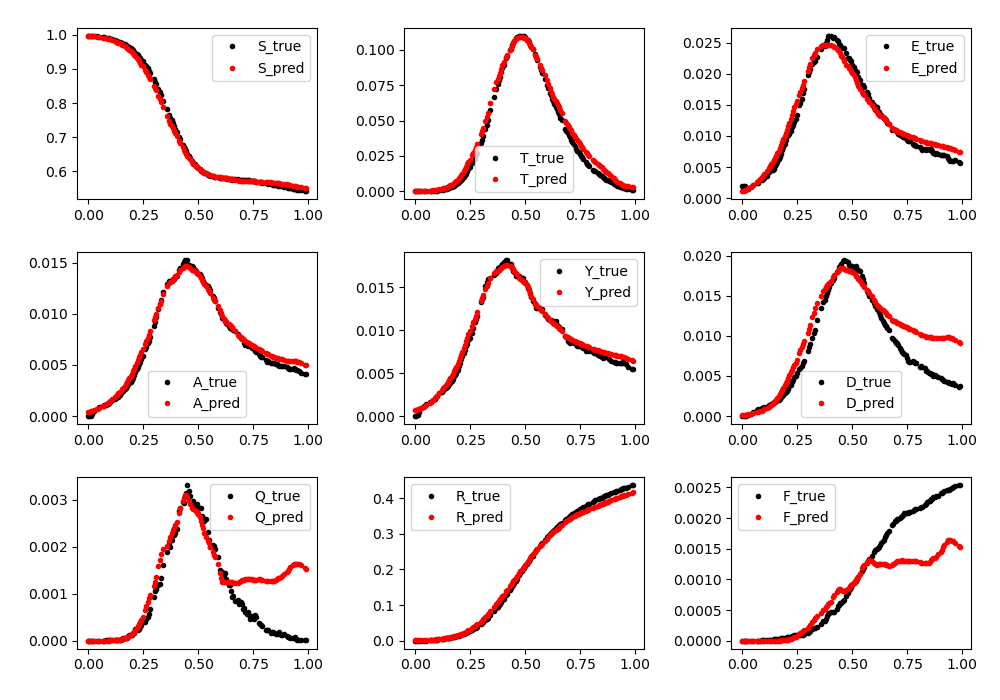 1.0
0.9
0.8
0.7
0.6
S_true
S_pred
0.00 0.25 0.50 0.75 1.00
0.100
0.075
0.050
0.025
0.000
T_true
T_pred
0.00 0.25 0.50 0.75 1.00
0.025
0.020
0.015
0.010
0.005
0.000
E_true
E_pred
0.00 0.25 0.50 0.75 1.00
0.015
0.010
0.005
0.000
A_true
A_pred
0.00 0.25 0.50 0.75 1.00
0.015
0.010
0.005
0.000
Y_true
Y_pred
0.00 0.25 0.50 0.75 1.00
0.020
0.015
0.010
0.005
0.000
D_true
D_pred
0.00 0.25 0.50 0.75 1.00
0.003
0.002
0.001
0.000
Q_true
Q_pred
0.00 0.25 0.50 0.75 1.00
0.4
0.3
0.2
0.1
0.0
R_true
R_pred
0.00 0.25 0.50 0.75 1.00
0.0025
0.0020
0.0015
0.0010
0.0005
0.0000
F_true
F_pred
0.00 0.25 0.50 0.75 1.00